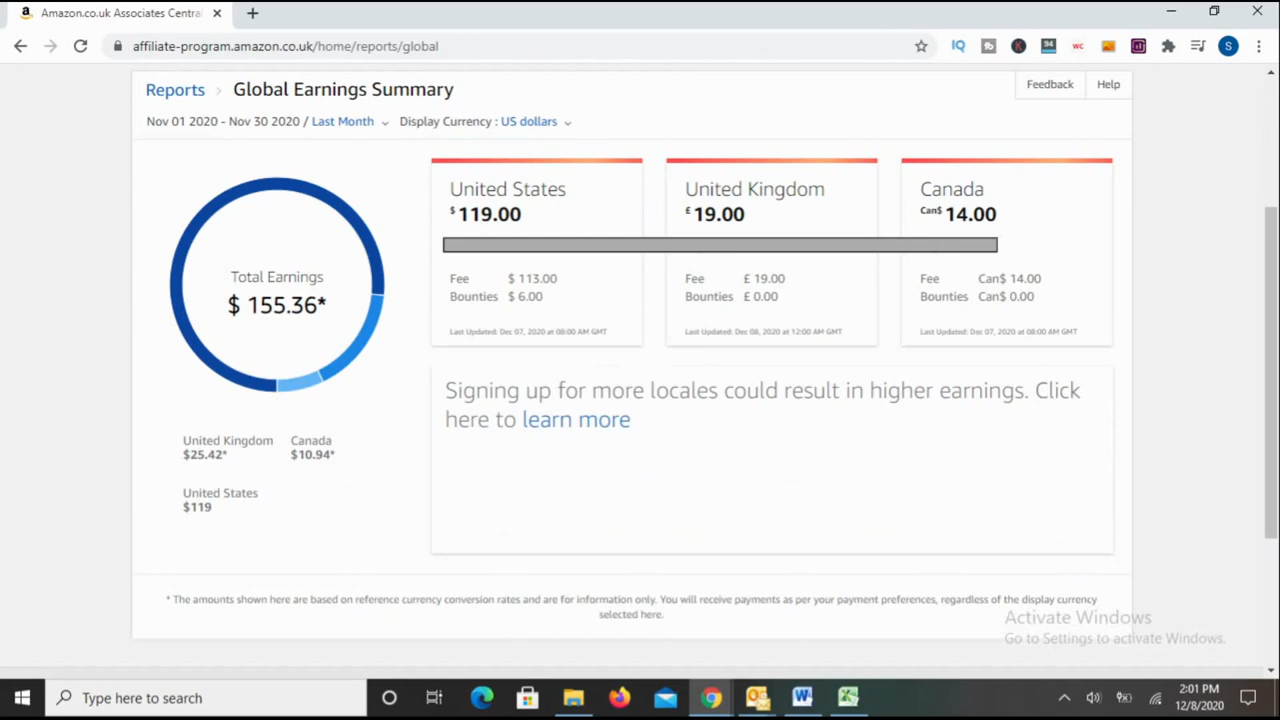 Amazon.co.uk Associates Centra
affiliate-program.amazon.co.uk/home/reports/global
IQ
94
WC
S
Reports › Global Earnings Summary
Feedback
Help
Nov 01 2020 - Nov 30 2020 / Last Month
Display Currency : US dollars
Total Earnings
$ 155.36*
United Kingdom
$25.42*
Canada
$10.94*
United States
$119
United States
$ 119.00
Fee $ 113.00
Bounties $ 6.00
Last Updated: Dec 07, 2020 at 08:00 AM GMT
United Kingdom
£ 19.00
Fee £ 19.00
Bounties £ 0.00
Last Updated: Dec 08, 2020 at 12:00 AM GMT
Canada
Can$ 14.00
Fee Can$ 14.00
Bounties Can$ 0.00
Last Updated: Dec 07, 2020 at 08:00 AM GMT
Signing up for more locales could result in higher earnings. Click
here to learn more
* The amounts shown here are based on reference currency conversion rates and are for information only. You will receive payments as per your payment preferences, regardless of the display currency
selected here.
Activate Windows
Go to Settings to activate Windows.
Type here to search
2:01 PM
12/8/2020